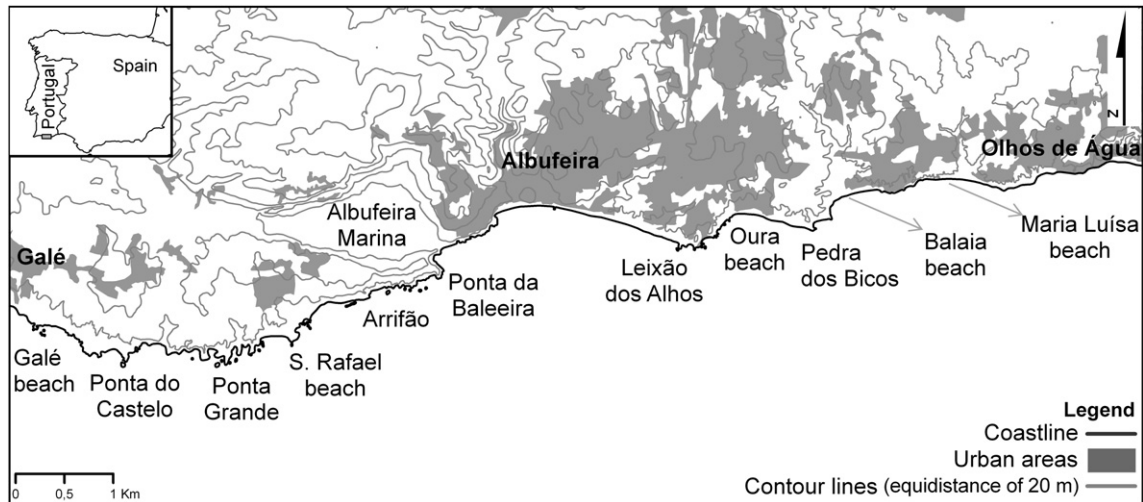 Spain
Portugal
N
Albufeira
Olhos de Água
Albufeira
Marina
Galé
Maria Luísa
beach
Balaia
beach
Oura
beach
Pedra
dos Bicos
Leixão
dos Alhos
Ponta da
Baleeira
Arrifão
S. Rafael
beach
Ponta
Grande
Ponta do
Castelo
Galé
beach
Legend
Coastline
Urban areas
Contour lines (equidistance of 20 m)
0 0,5 1 Km